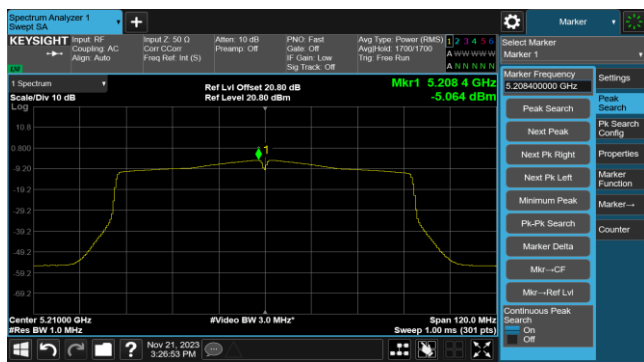 Spectrum Analyzer 1
Swept SA
Marker
KEYSIGHT
Input: RF
Coupling: AC
Align: Auto
Input Z: 50 Ω
Corr CCorr
Freq Ref: Int (S)
Atten: 10 dB
Preamp: Off
PNO: Fast
Gate: Off
IF Gain: Low
Sig Track: Off
Avg Type: Power (RMS)
Avg|Hold: 1700/1700
Trig: Free Run
1 2 3 4 5 6
A W W W W W
A N N N N N
Select Marker
Marker 1
1 Spectrum
Scale/Div 10 dB
Log
Ref Lvl Offset 20.80 dB
Ref Level 20.80 dBm
Mkr1 5.208 4 GHz
-5.064 dBm
10.8
0.800
-9.20
-19.2
-29.2
-39.2
-49.2
-59.2
-69.2
1
Center 5.21000 GHz
#Res BW 1.0 MHz
#Video BW 3.0 MHz*
Span 120.0 MHz
Sweep 1.00 ms (301 pts)
Marker Frequency
5.208400000 GHz
Peak Search
Next Peak
Next Pk Right
Next Pk Left
Minimum Peak
Pk-Pk Search
Marker Delta
Mkr→CF
Mkr→Ref Lvl
Continuous Peak
Search
On
Off
Settings
Peak
Search
Pk Search
Config
Properties
Marker
Function
Marker→
Counter
Nov 21, 2023
3:26:53 PM